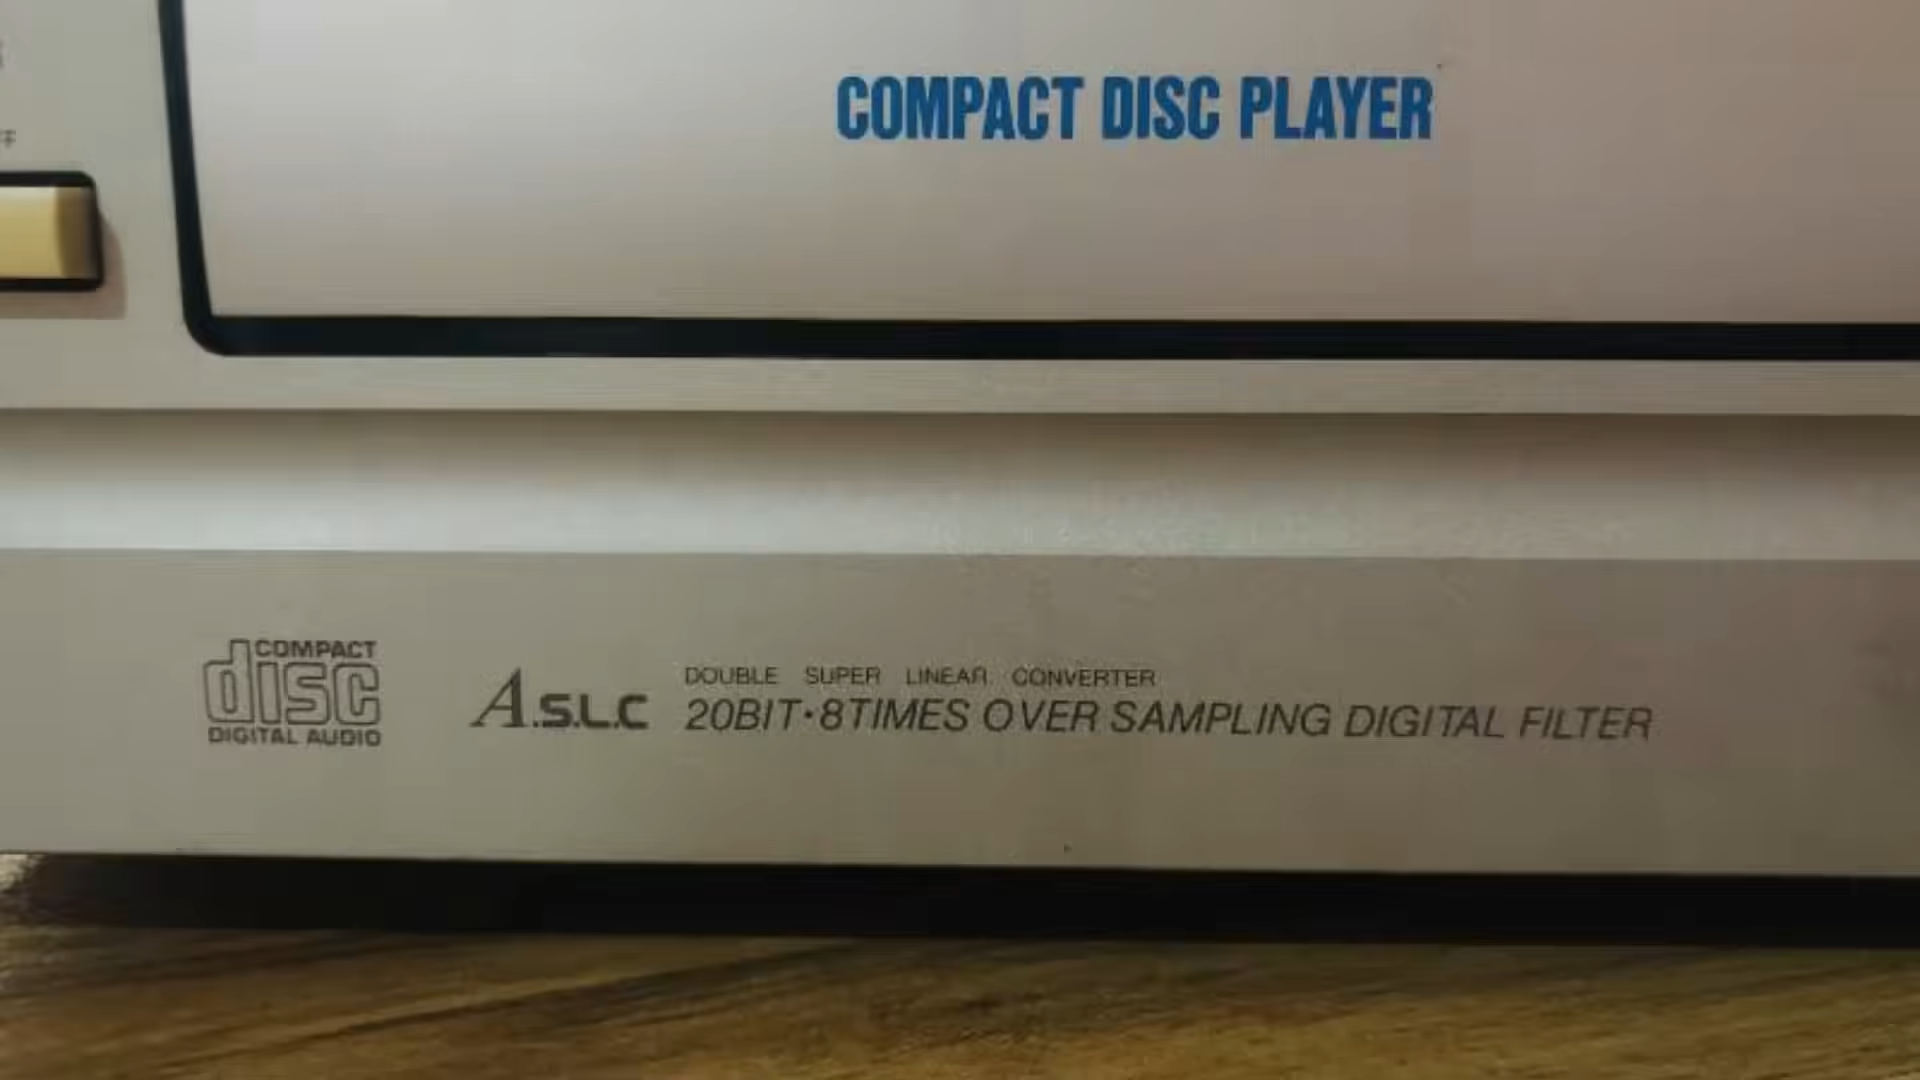 COMPACT DISC PLAYER
COMPACT
disc
DIGITAL AUDIO
A.S.L.C
DOUBLE SUPER LINEAR CONVERTER
20BIT·8TIMES OVER SAMPLING DIGITAL FILTER